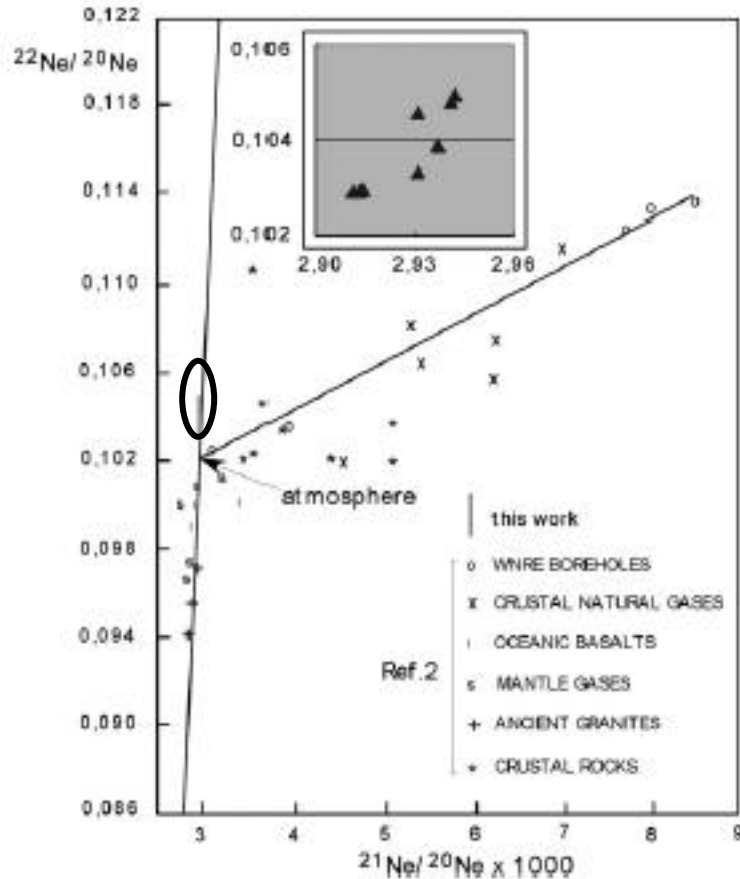 0,122
22Ne/ 20Ne
0,118
0,114
0,110
0,106
0,102
0,098
0,094
0,090
0,086
0,106
0,104
0,102
2,90 2,93 2,96
atmosphere
this work
WNRE BOREHOLES
CRUSTAL NATURAL GASES
OCEANIC BASALTS
Ref.2
MANTLE GASES
ANCIENT GRANITES
CRUSTAL ROCKS
3 4 5 6 7 8 9
21Ne/ 20Ne x 1000